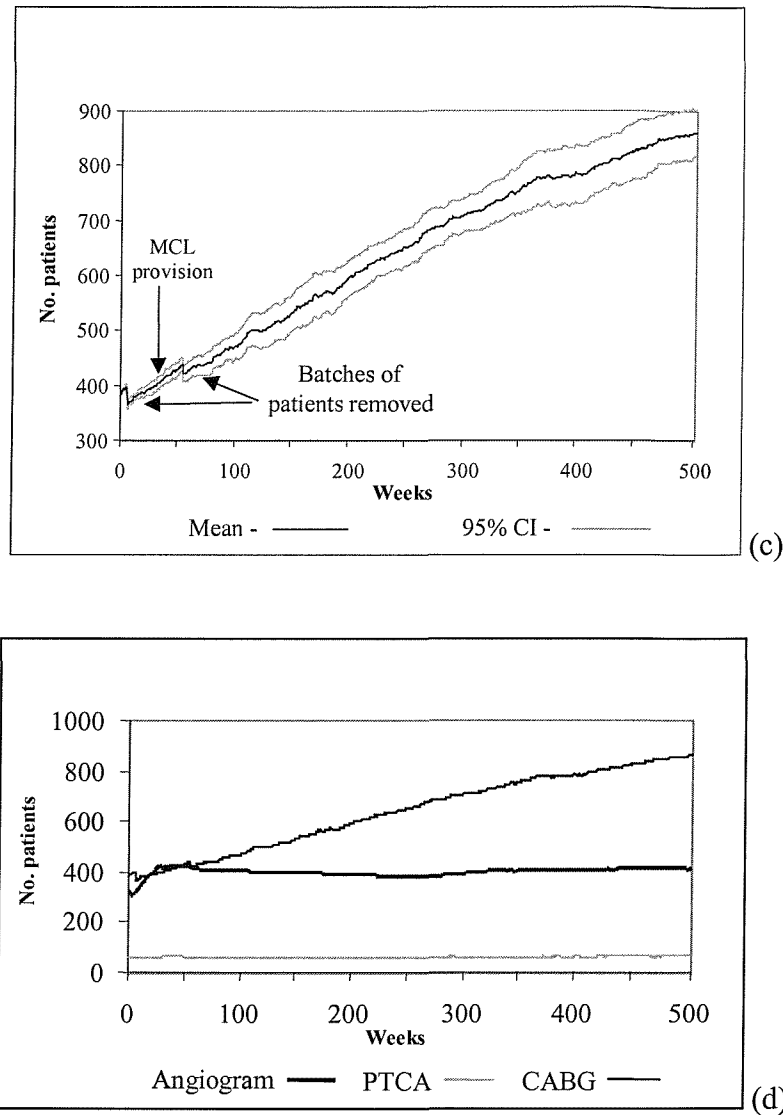 900
800
700
600
500
400
300
No. patients
MCL
provision
Batches of
patients removed
0 100 200 300 400 500
Weeks
Mean - 95% CI -
(c)
1000
800
600
400
200
0
No. patients
0 100 200 300 400 500
Weeks
Angiogram PTCA CABG
(d)